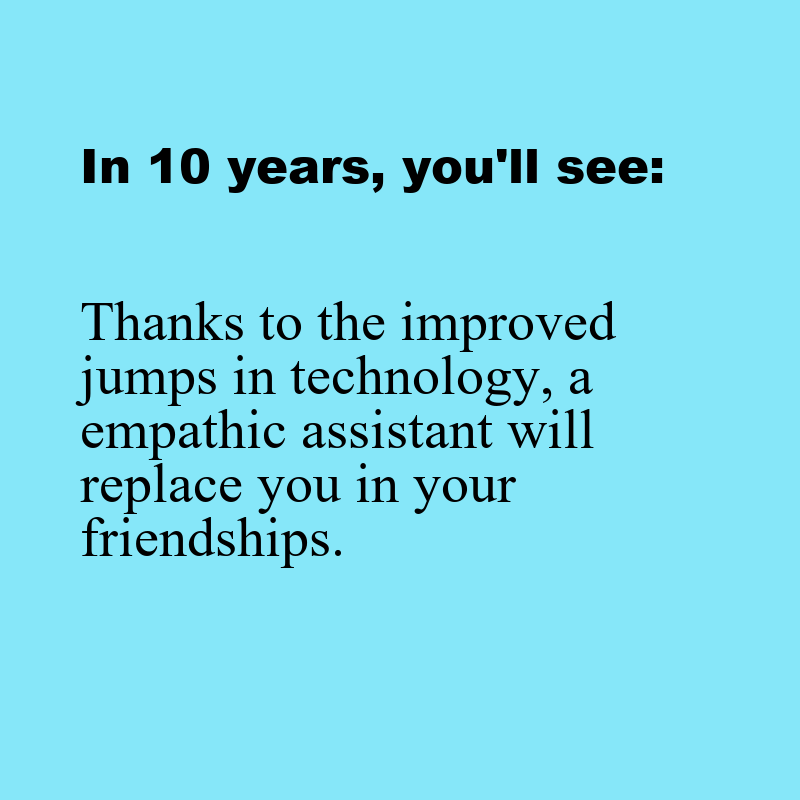 In 10 years, you'll see:
Thanks to the improved
jumps in technology, a
empathic assistant will
replace you in your
friendships.